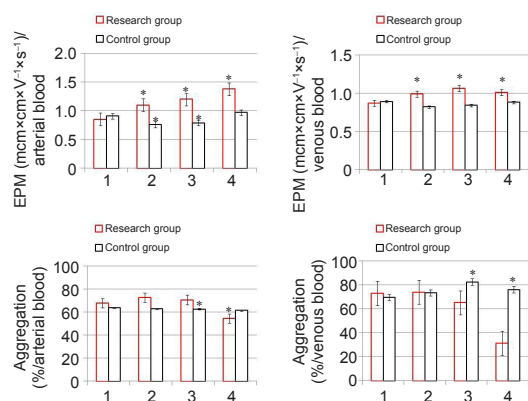 Research group
Control group
EPM (mcm×cm×V⁻¹×s⁻¹)/
arterial blood
2.0
1.5
1.0
0.5
0
* * * * *
1 2 3 4
Research group
Control group
EPM (mcm×cm×V⁻¹×s⁻¹)/
venous blood
1.5
1.0
0.5
0
* * *
1 2 3 4
Research group
Control group
Aggregation
(%/arterial blood)
100
80
60
40
20
0
* *
1 2 3 4
Research group
Control group
Aggregation
(%/venous blood)
100
80
60
40
20
0
* *
1 2 3 4